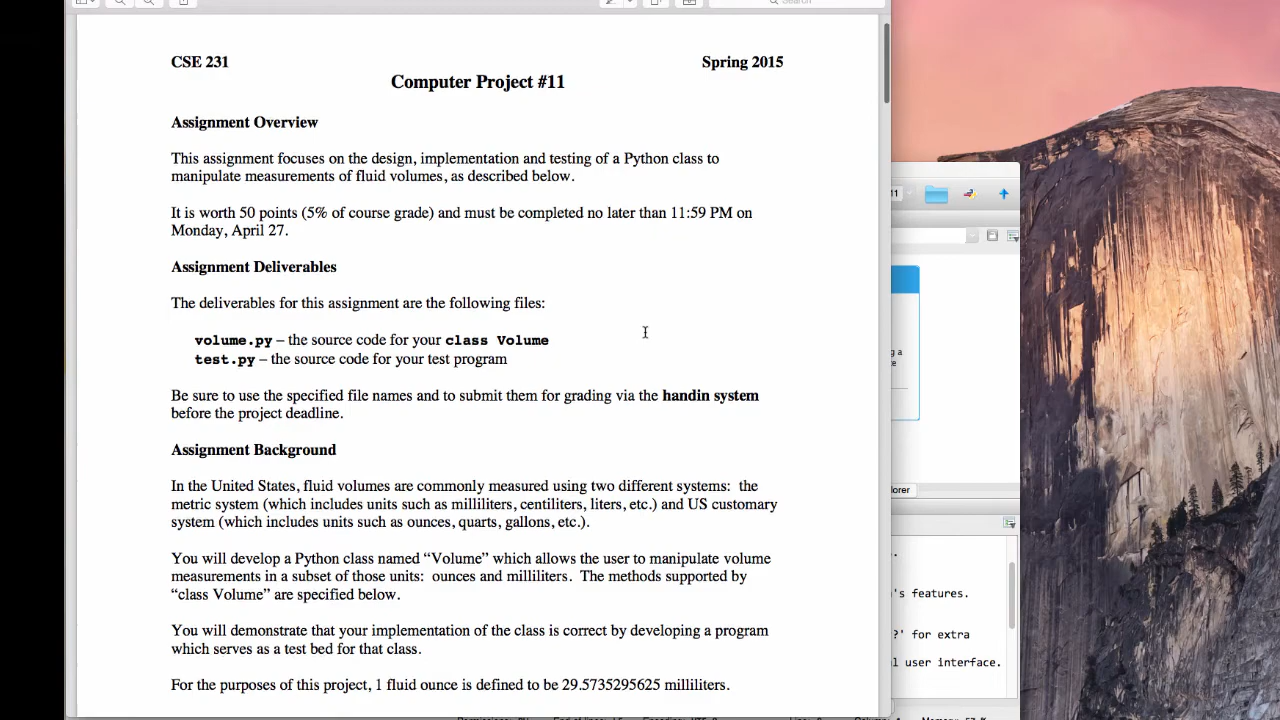 Search
CSE 231 Spring 2015
Computer Project #11
Assignment Overview
This assignment focuses on the design, implementation and testing of a Python class to
manipulate measurements of fluid volumes, as described below.
It is worth 50 points (5% of course grade) and must be completed no later than 11:59 PM on
Monday, April 27.
Assignment Deliverables
The deliverables for this assignment are the following files:
volume.py – the source code for your class Volume
test.py – the source code for your test program
Be sure to use the specified file names and to submit them for grading via the handin system
before the project deadline.
Assignment Background
In the United States, fluid volumes are commonly measured using two different systems: the
metric system (which includes units such as milliliters, centiliters, liters, etc.) and US customary
system (which includes units such as ounces, quarts, gallons, etc.).
You will develop a Python class named “Volume” which allows the user to manipulate volume
measurements in a subset of those units: ounces and milliliters. The methods supported by
“class Volume” are specified below.
You will demonstrate that your implementation of the class is correct by developing a program
which serves as a test bed for that class.
For the purposes of this project, 1 fluid ounce is defined to be 29.5735295625 milliliters.
11
g a
lorer
's features.
?' for extra
l user interface.